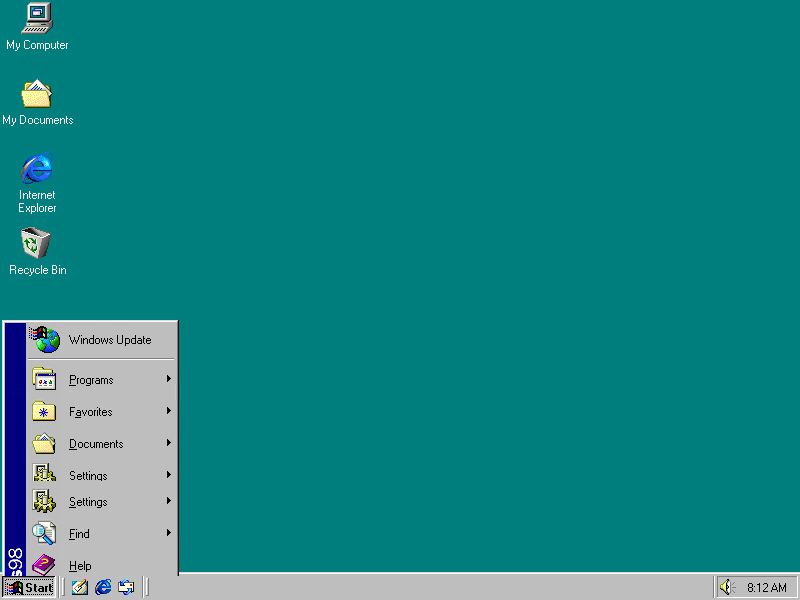 My Computer
My Documents
Internet
Explorer
Recycle Bin
Windows Update
Programs
Favorites
Documents
Settings
Settings
Find
Help
s98
Start
8:12 AM